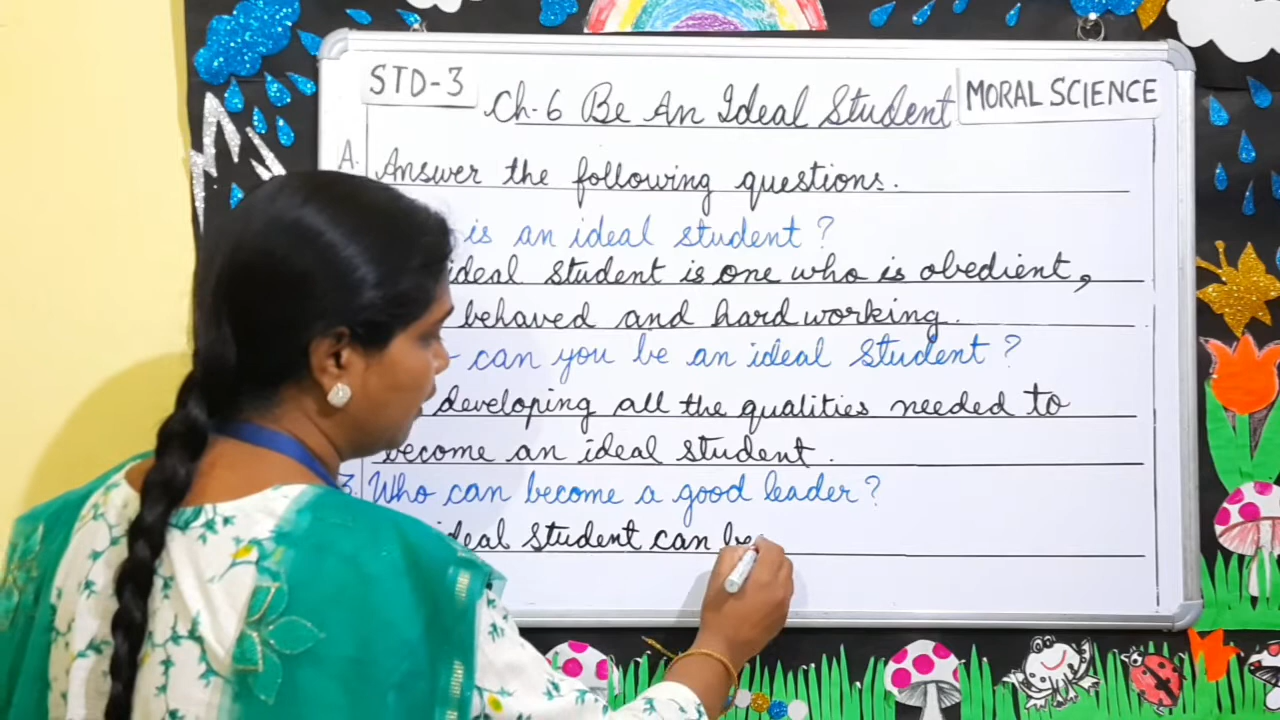 STD-3
Ch-6 Be An Ideal Student
MORAL SCIENCE
A. Answer the following questions.
is an ideal student?
ideal student is one who is obedient,
behaved and hardworking.
can you be an ideal student?
developing all the qualities needed to
become an ideal student.
3. Who can become a good leader?
ideal student can be